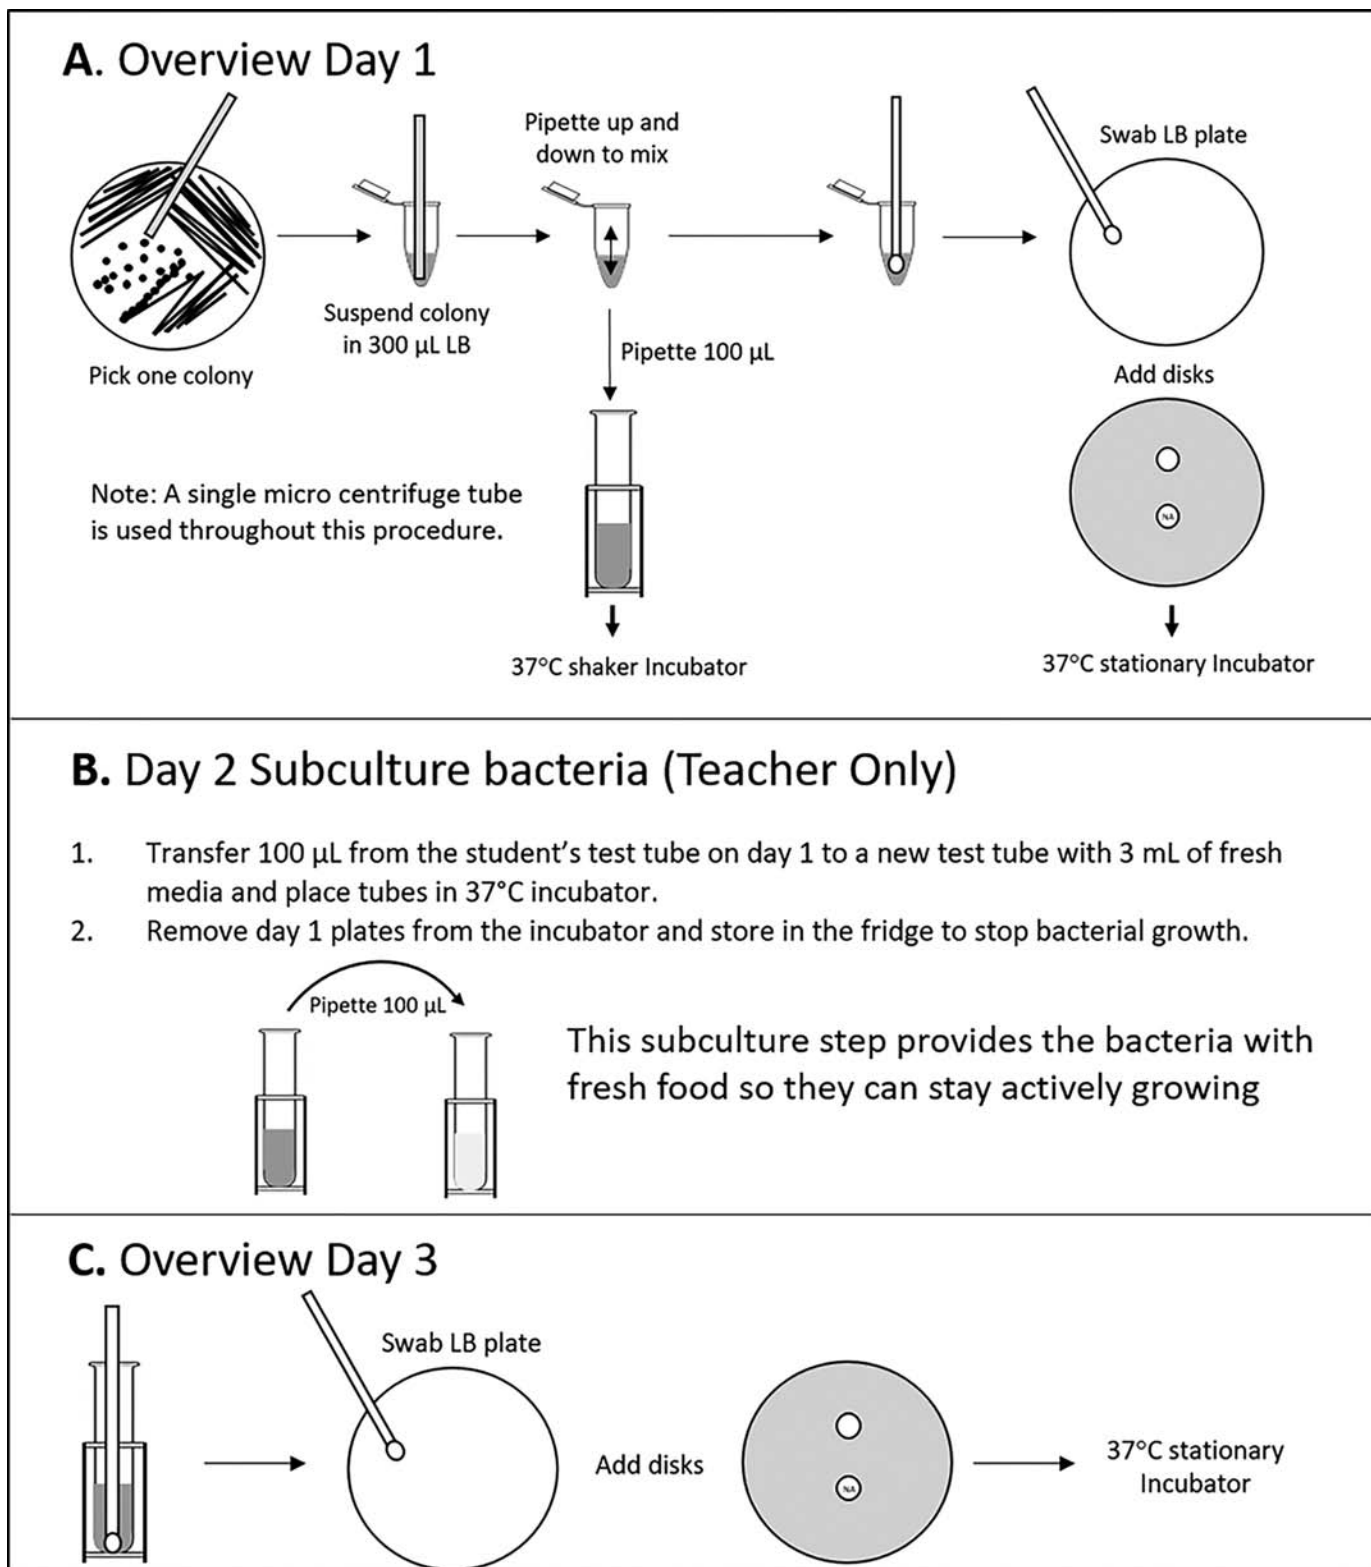 A. Overview Day 1
Pipette up and
down to mix
Swab LB plate
Suspend colony
in 300 µL LB
Pick one colony
Pipette 100 µL
Add disks
Note: A single micro centrifuge tube
is used throughout this procedure.
NA
37°C shaker Incubator
37°C stationary Incubator
B. Day 2 Subculture bacteria (Teacher Only)
1. Transfer 100 µL from the student's test tube on day 1 to a new test tube with 3 mL of fresh
media and place tubes in 37°C incubator.
2. Remove day 1 plates from the incubator and store in the fridge to stop bacterial growth.
Pipette 100 µL
This subculture step provides the bacteria with
fresh food so they can stay actively growing
C. Overview Day 3
Swab LB plate
Add disks
NA
37°C stationary
Incubator